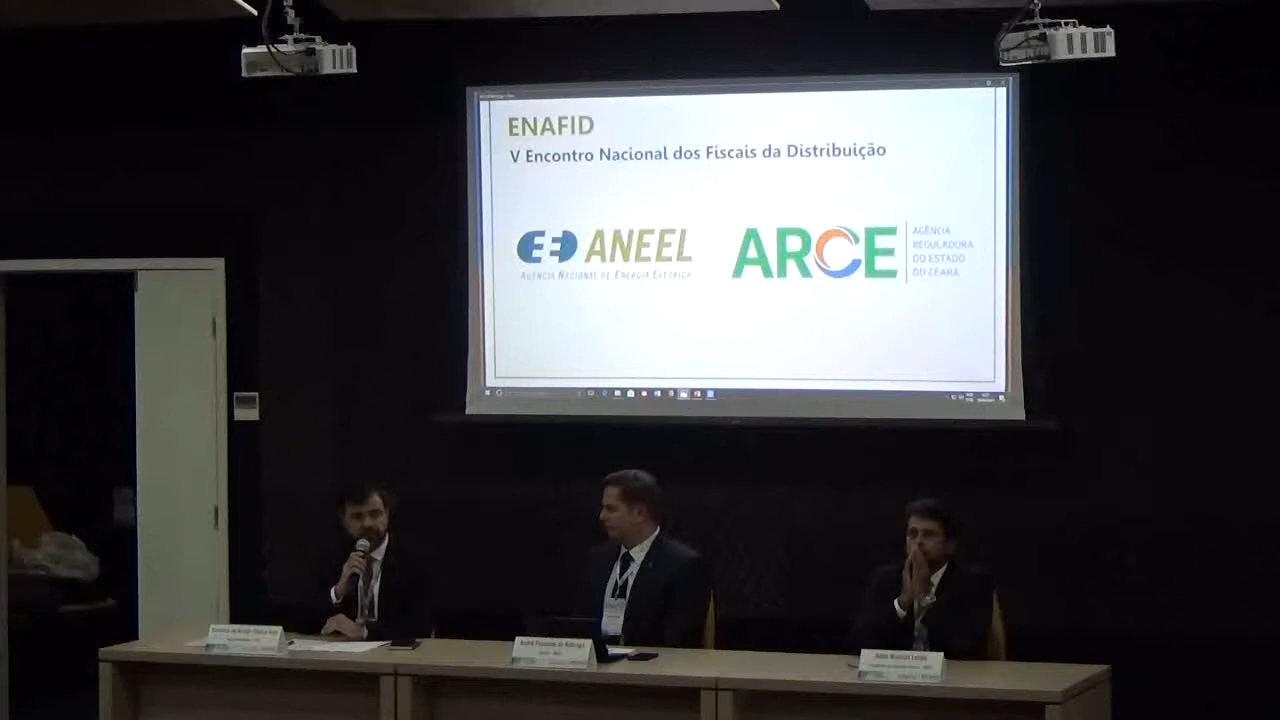 ENAFID
V Encontro Nacional dos Fiscais da Distribuição
ANEEL
AGÊNCIA NACIONAL DE ENERGIA ELÉTRICA
ARCE
AGÊNCIA
REGULADORA
DO ESTADO
DO CEARÁ